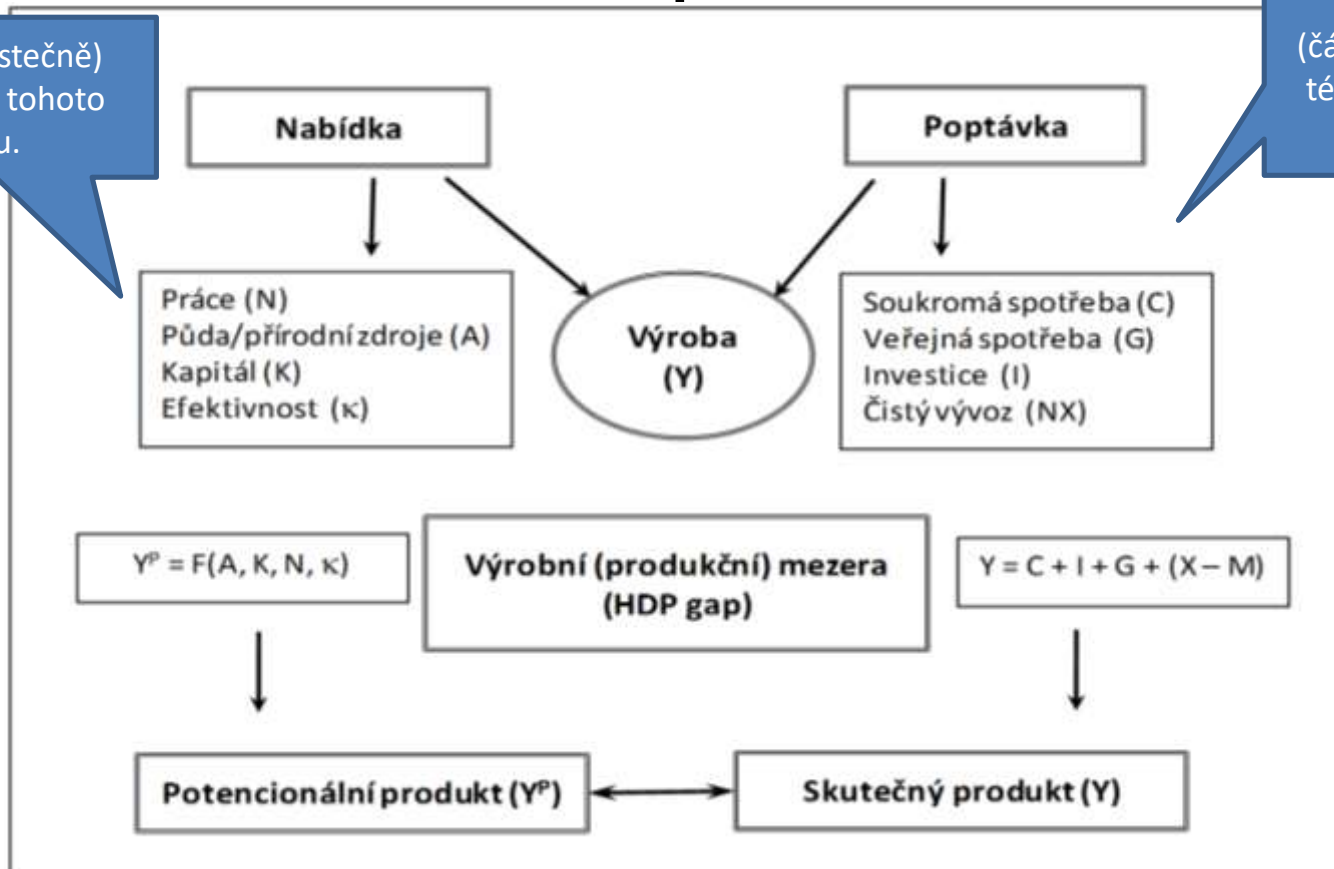 tohoto
(čá
té
Nabídka
Poptávka
Práce (N)
Půda/přírodní zdroje (A)
Kapitál (K)
Efektivnost (κ)
Výroba
(Y)
Soukromá spotřeba (C)
Veřejná spotřeba (G)
Investice (I)
Čistý vývoz (NX)
Yᵖ = F(A, K, N, κ)
Výrobní (produkční) mezera
(HDP gap)
Y = C + I + G + (X – M)
Potencionální produkt (Yᵖ)
Skutečný produkt (Y)